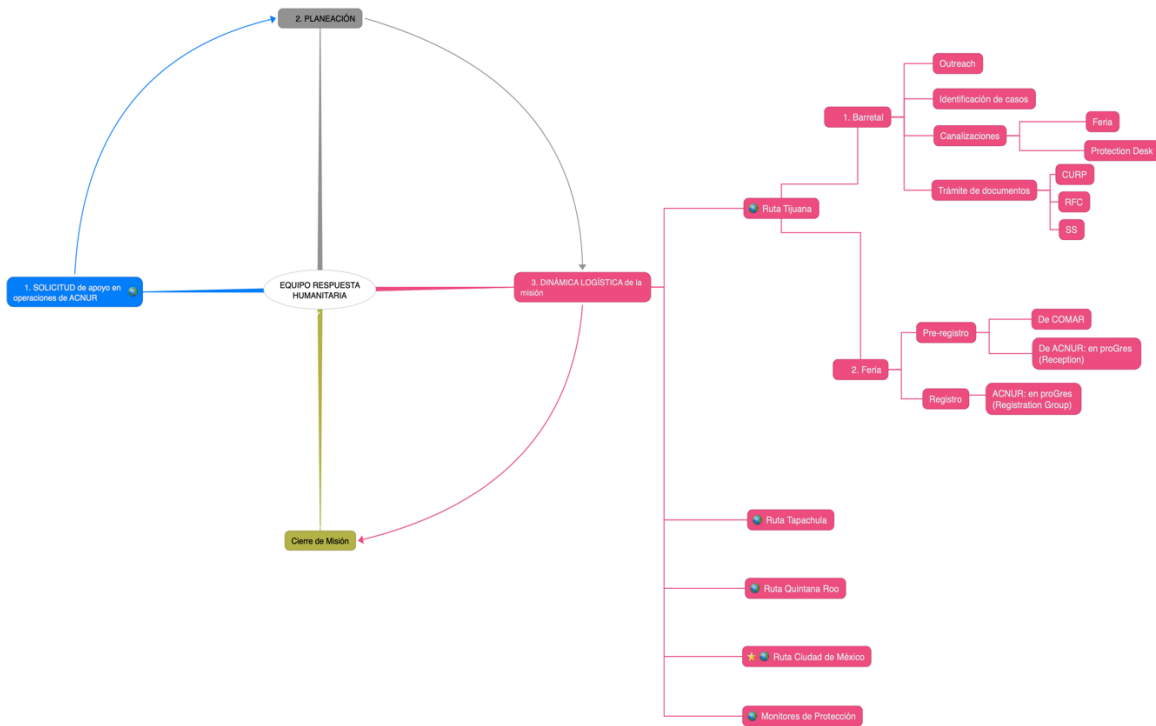 2. PLANEACIÓN
1. SOLICITUD de apoyo en
operaciones de ACNUR
EQUIPO RESPUESTA
HUMANITARIA
3. DINÁMICA LOGÍSTICA de la
misión
Cierre de Misión
Ruta Tijuana
1. Barretal
Outreach
Identificación de casos
Canalizaciones
Feria
Protection Desk
Trámite de documentos
CURP
RFC
SS
2. Feria
Pre-registro
De COMAR
De ACNUR: en proGres
(Reception)
Registro
ACNUR: en proGres
(Registration Group)
Ruta Tapachula
Ruta Quintana Roo
Ruta Ciudad de México
Monitores de Protección